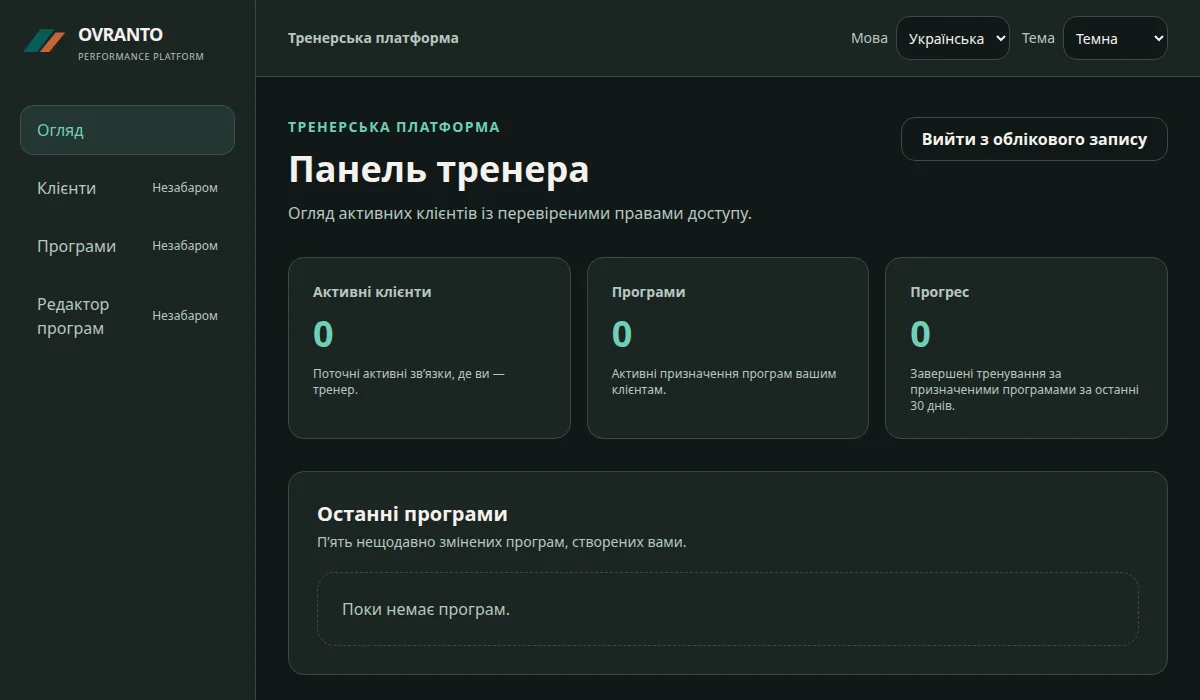 OVRANTO
PERFORMANCE PLATFORM
Огляд
Клієнти Незабаром
Програми Незабаром
Редактор
програм
Незабаром
Тренерська платформа
Мова Українська Тема Темна
ТРЕНЕРСЬКА ПЛАТФОРМА
Панель тренера
Огляд активних клієнтів із перевіреними правами доступу.
Вийти з облікового запису
Активні клієнти
0
Поточні активні зв’язки, де ви —
тренер.
Програми
0
Активні призначення програм вашим
клієнтам.
Прогрес
0
Завершені тренування за
призначеними програмами за останні
30 днів.
Останні програми
П’ять нещодавно змінених програм, створених вами.
Поки немає програм.